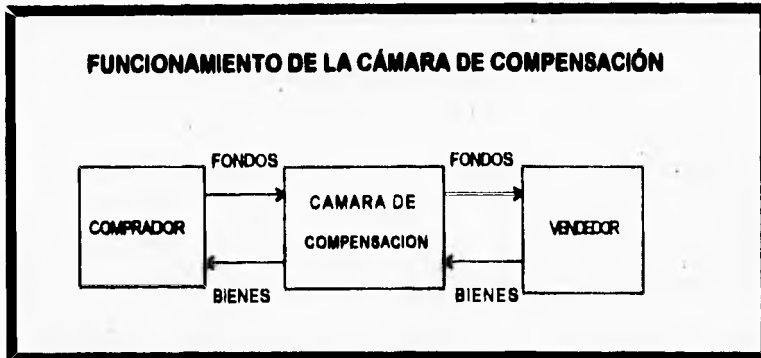 FUNCIONAMIENTO DE LA CÁMARA DE COMPENSACIÓN
FONDOS
FONDOS
COMPRADOR
CAMARA DE
COMPENSACION
VENDEDOR
BIENES
BIENES